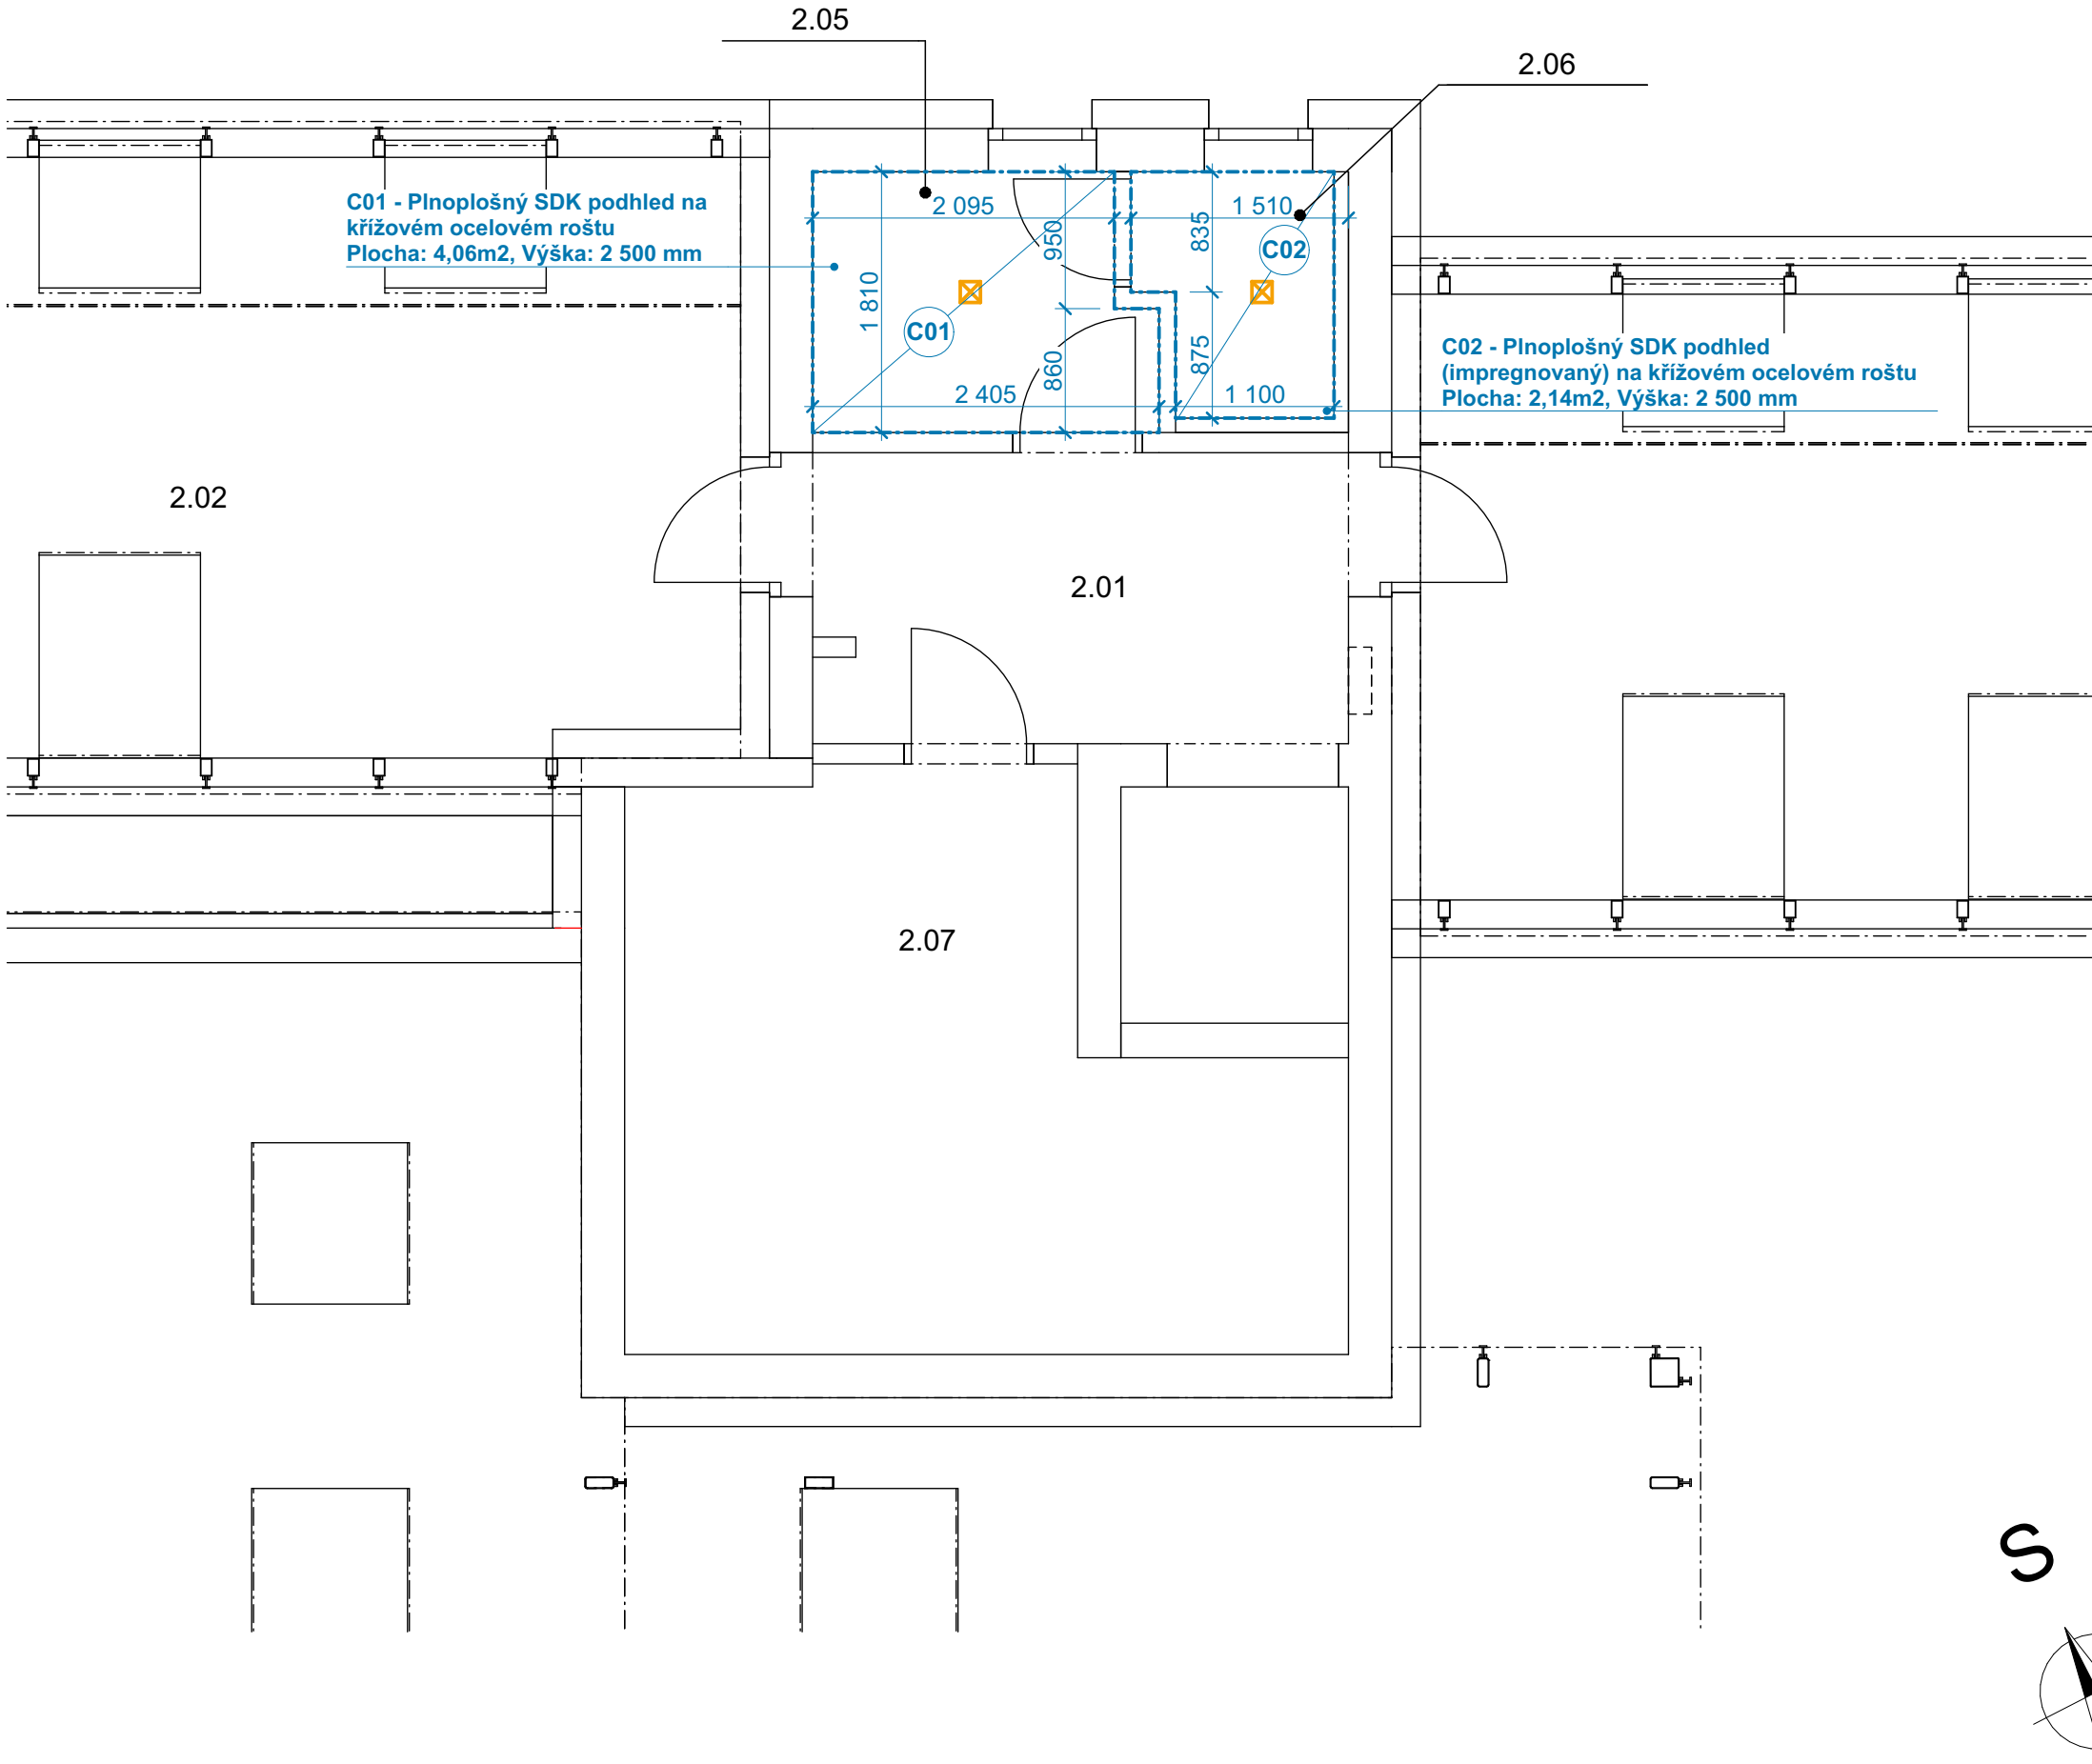 2.05
2.06
C01 - Plnoplošný SDK podhled na
křížovém ocelovém roštu
Plocha: 4,06m2, Výška: 2 500 mm
2 095
1 510
950
835
C02
1 810
C01
860
875
2 405
1 100
C02 - Plnoplošný SDK podhled
(impregnovaný) na křížovém ocelovém roštu
Plocha: 2,14m2, Výška: 2 500 mm
2.02
2.01
2.07
S